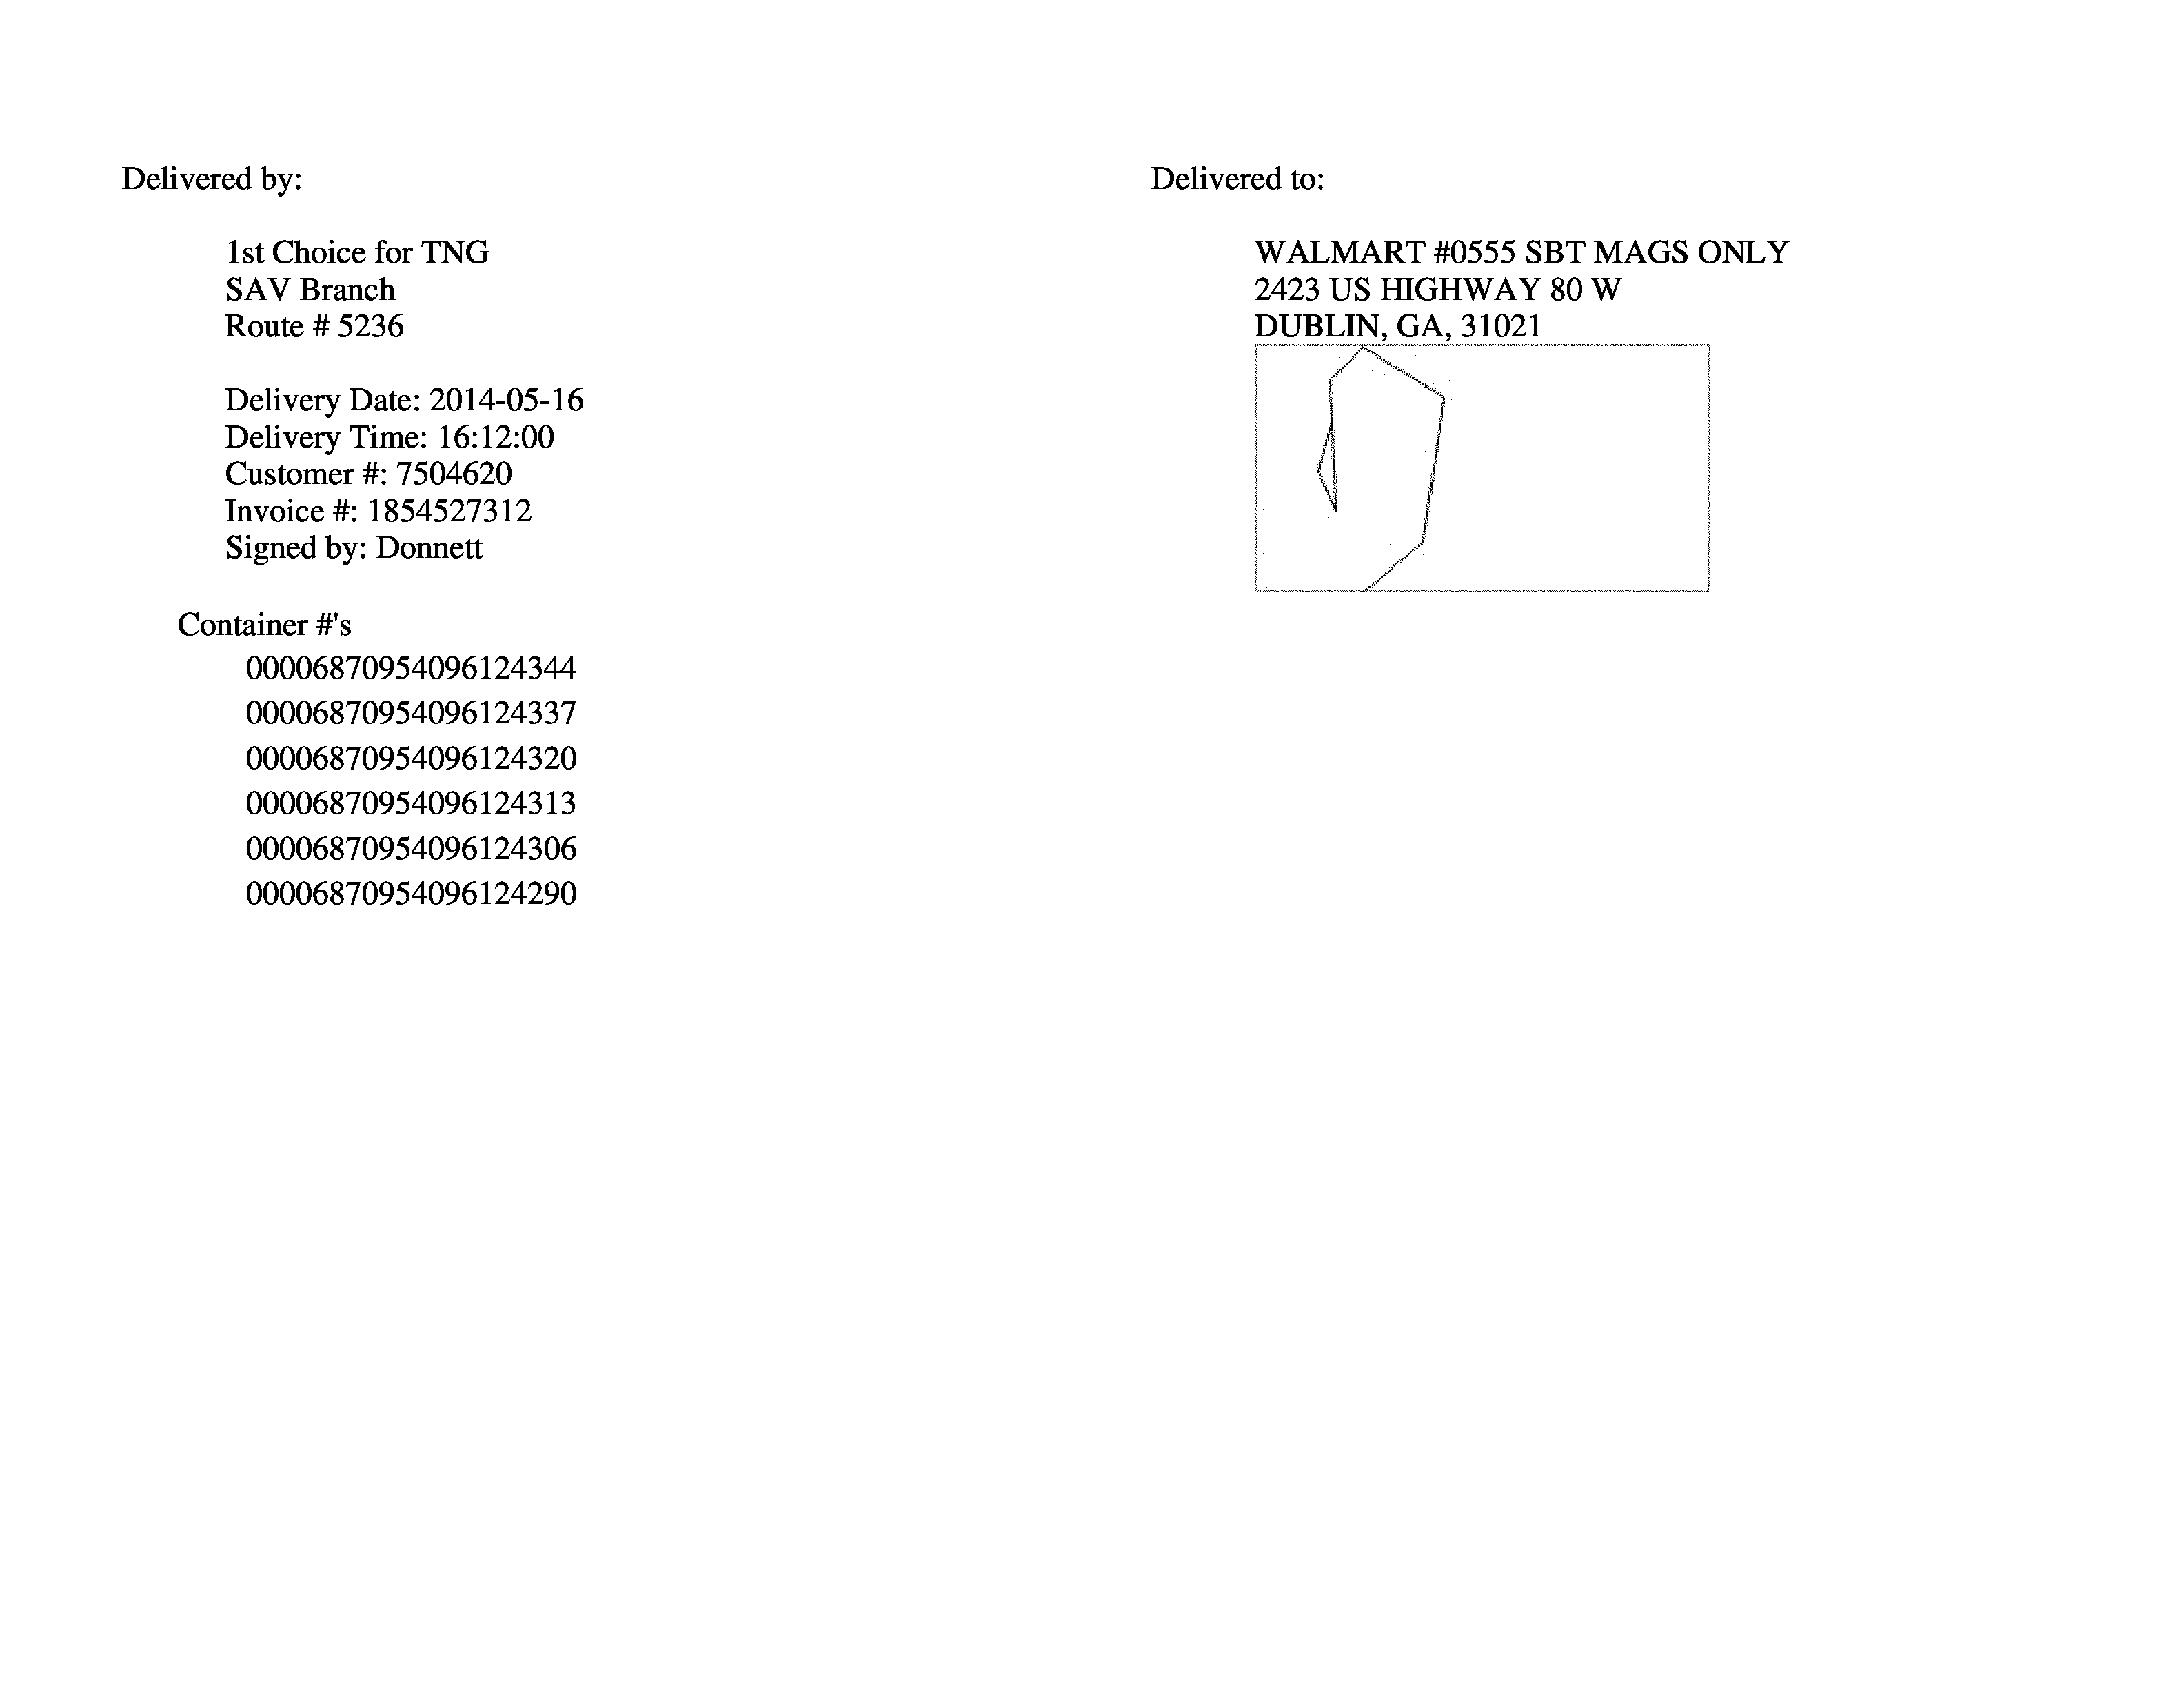 Delivered by:
1st Choice for TNG
SAV Branch
Route # 5236
Delivery Date: 2014-05-16
Delivery Time: 16:12:00
Customer #: 7504620
Invoice #: 1854527312
Signed by: Donnett
Container #'s
00006870954096124344
00006870954096124337
00006870954096124320
00006870954096124313
00006870954096124306
00006870954096124290
Delivered to:
WALMART #0555 SBT MAGS ONLY
2423 US HIGHWAY 80 W
DUBLIN, GA, 31021